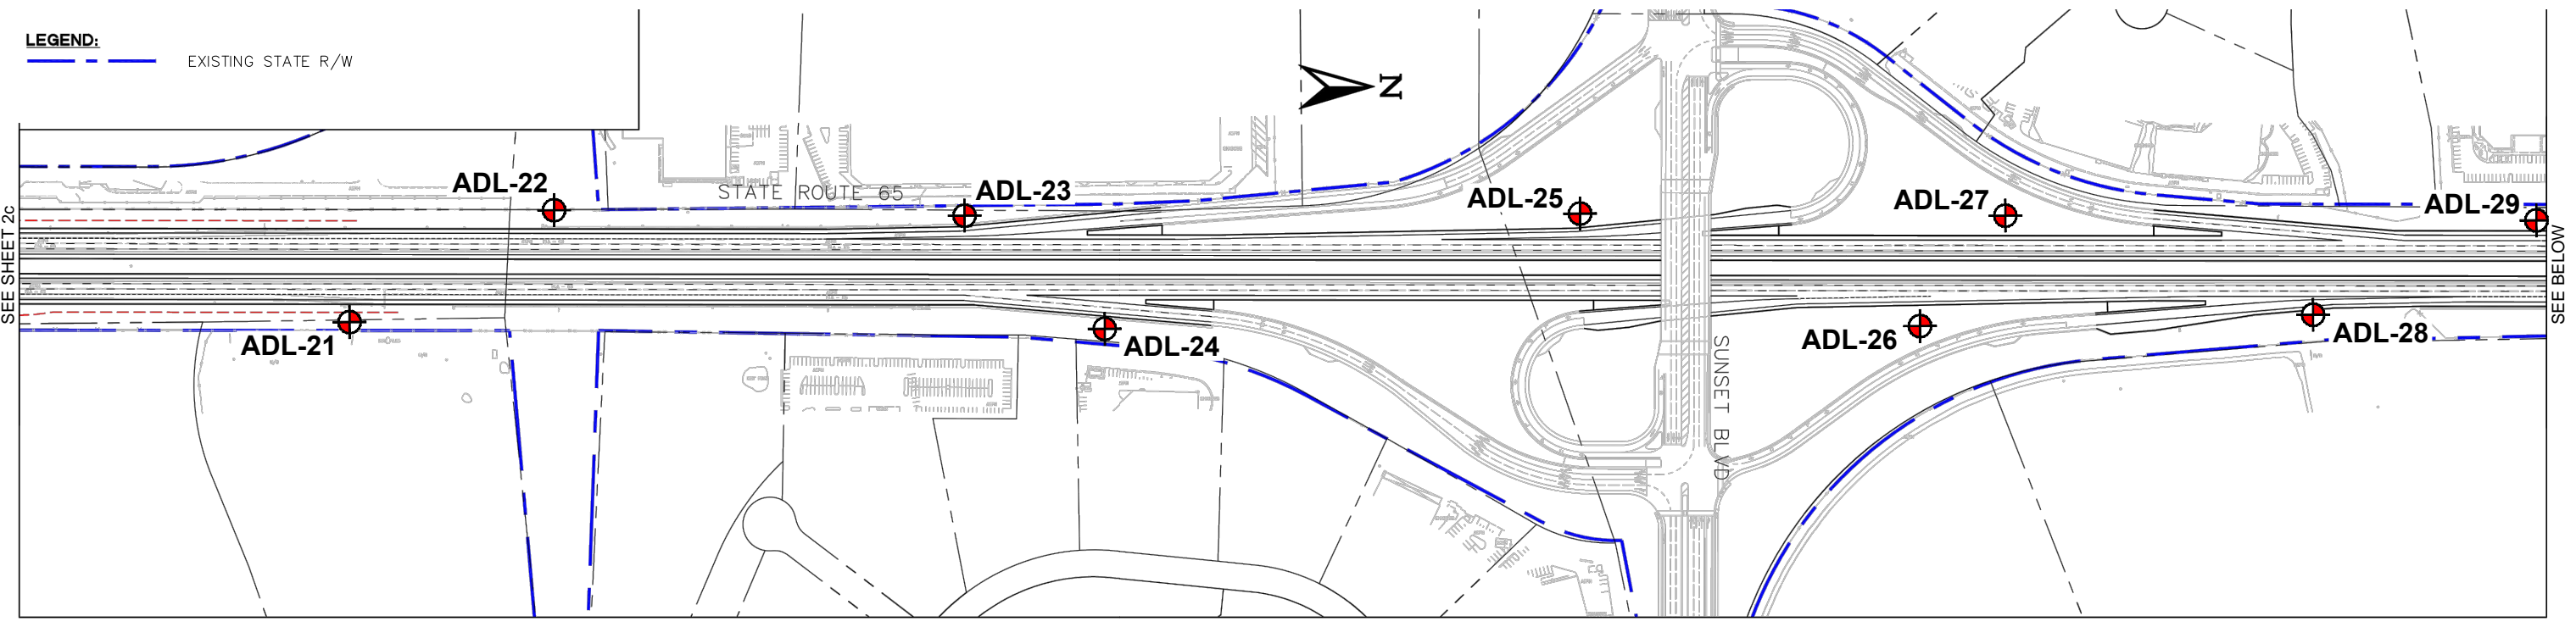 LEGEND:
EXISTING STATE R/W
N
SEE SHEET 2c
ADL-22
STATE ROUTE 65
ADL-23
ADL-25
ADL-27
ADL-29
SEE BELOW
ADL-21
ADL-24
SUNSET BLVD
ADL-26
ADL-28